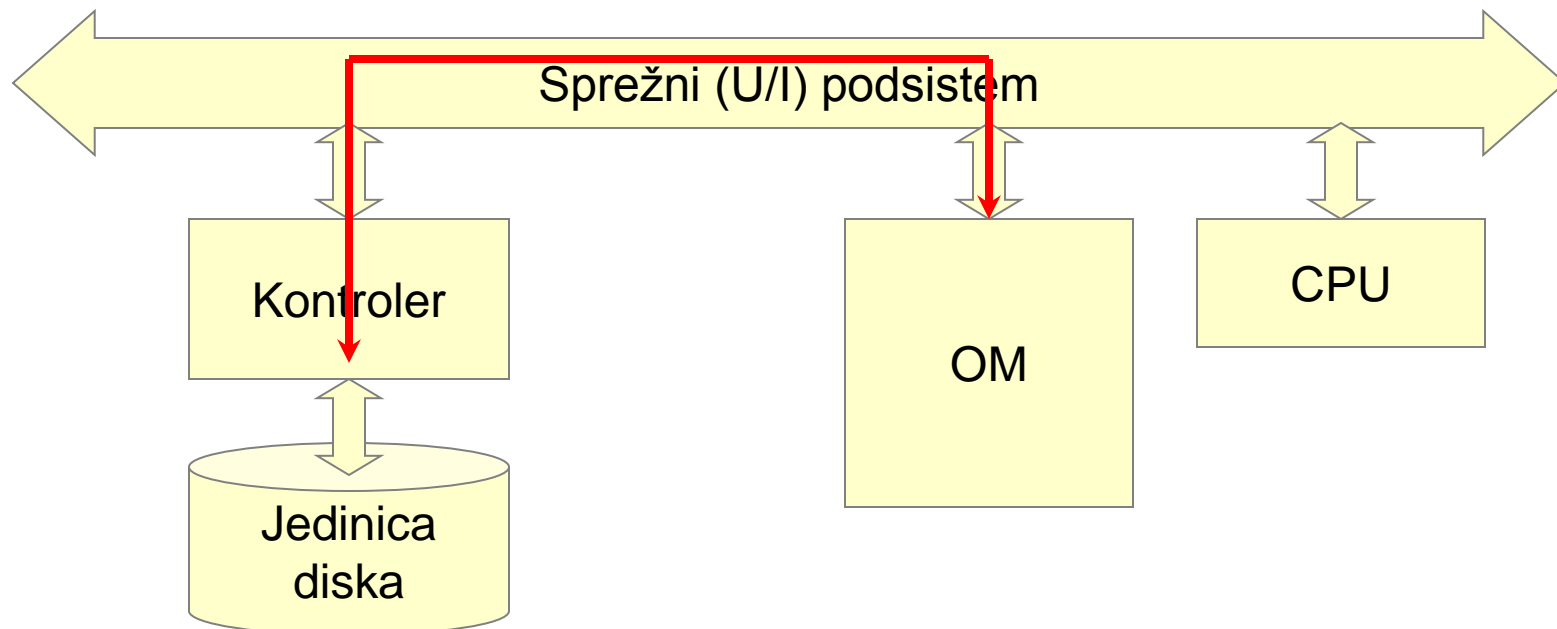 Sprežni (U/I) podsistem
Kontroler
OM
CPU
Jedinica
diska